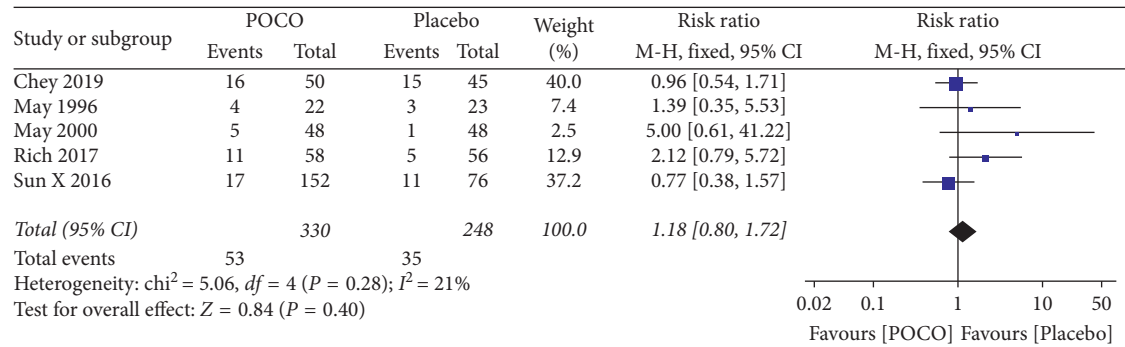 Study or subgroup POCO Placebo Weight (%) Risk ratio Risk ratio
Events Total Events Total M-H, fixed, 95% CI M-H, fixed, 95% CI
Chey 2019 16 50 15 45 40.0 0.96 [0.54, 1.71]
May 1996 4 22 3 23 7.4 1.39 [0.35, 5.53]
May 2000 5 48 1 48 2.5 5.00 [0.61, 41.22]
Rich 2017 11 58 5 56 12.9 2.12 [0.79, 5.72]
Sun X 2016 17 152 11 76 37.2 0.77 [0.38, 1.57]
Total (95% CI) 330 248 100.0 1.18 [0.80, 1.72]
Total events 53 35
Heterogeneity: chi² = 5.06, df = 4 (P = 0.28); I² = 21%
Test for overall effect: Z = 0.84 (P = 0.40)
0.02 0.1 1 10 50
Favours [POCO] Favours [Placebo]